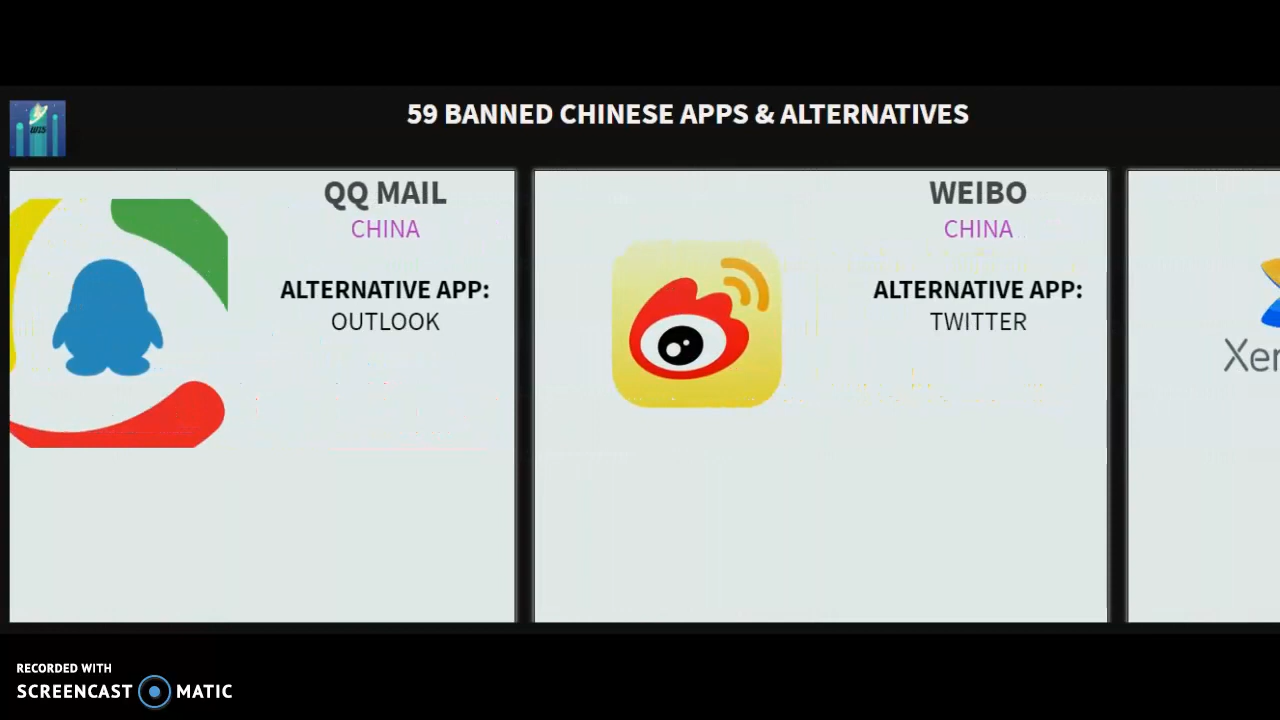 59 BANNED CHINESE APPS & ALTERNATIVES
QQ MAIL
CHINA
ALTERNATIVE APP:
OUTLOOK
WEIBO
CHINA
ALTERNATIVE APP:
TWITTER
Xer
RECORDED WITH
SCREENCAST MATIC